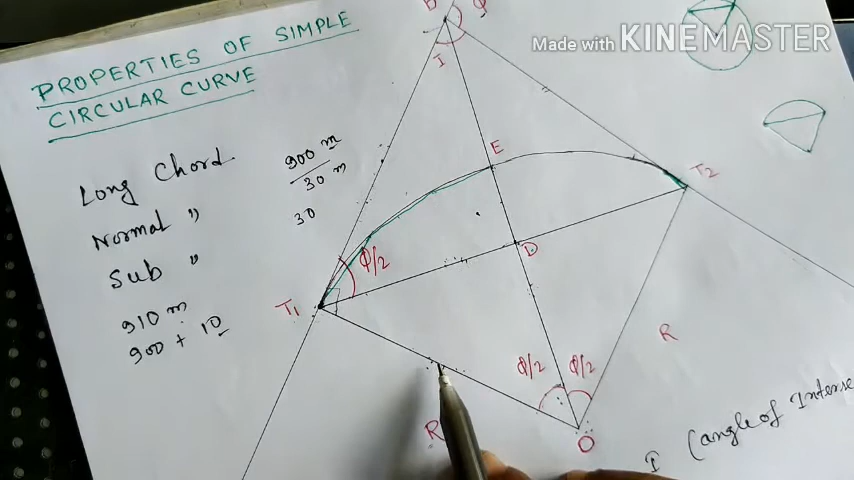 PROPERTIES OF SIMPLE
CIRCULAR CURVE
Made with KINEMASTER
B
Φ
I
E
T2
Long Chord 900 m
30 m
Normal " 30
Sub "
910 m
900 + 10
Φ/2
D
T1
Φ/2 Φ/2
R
R
O
I (angle of Interse